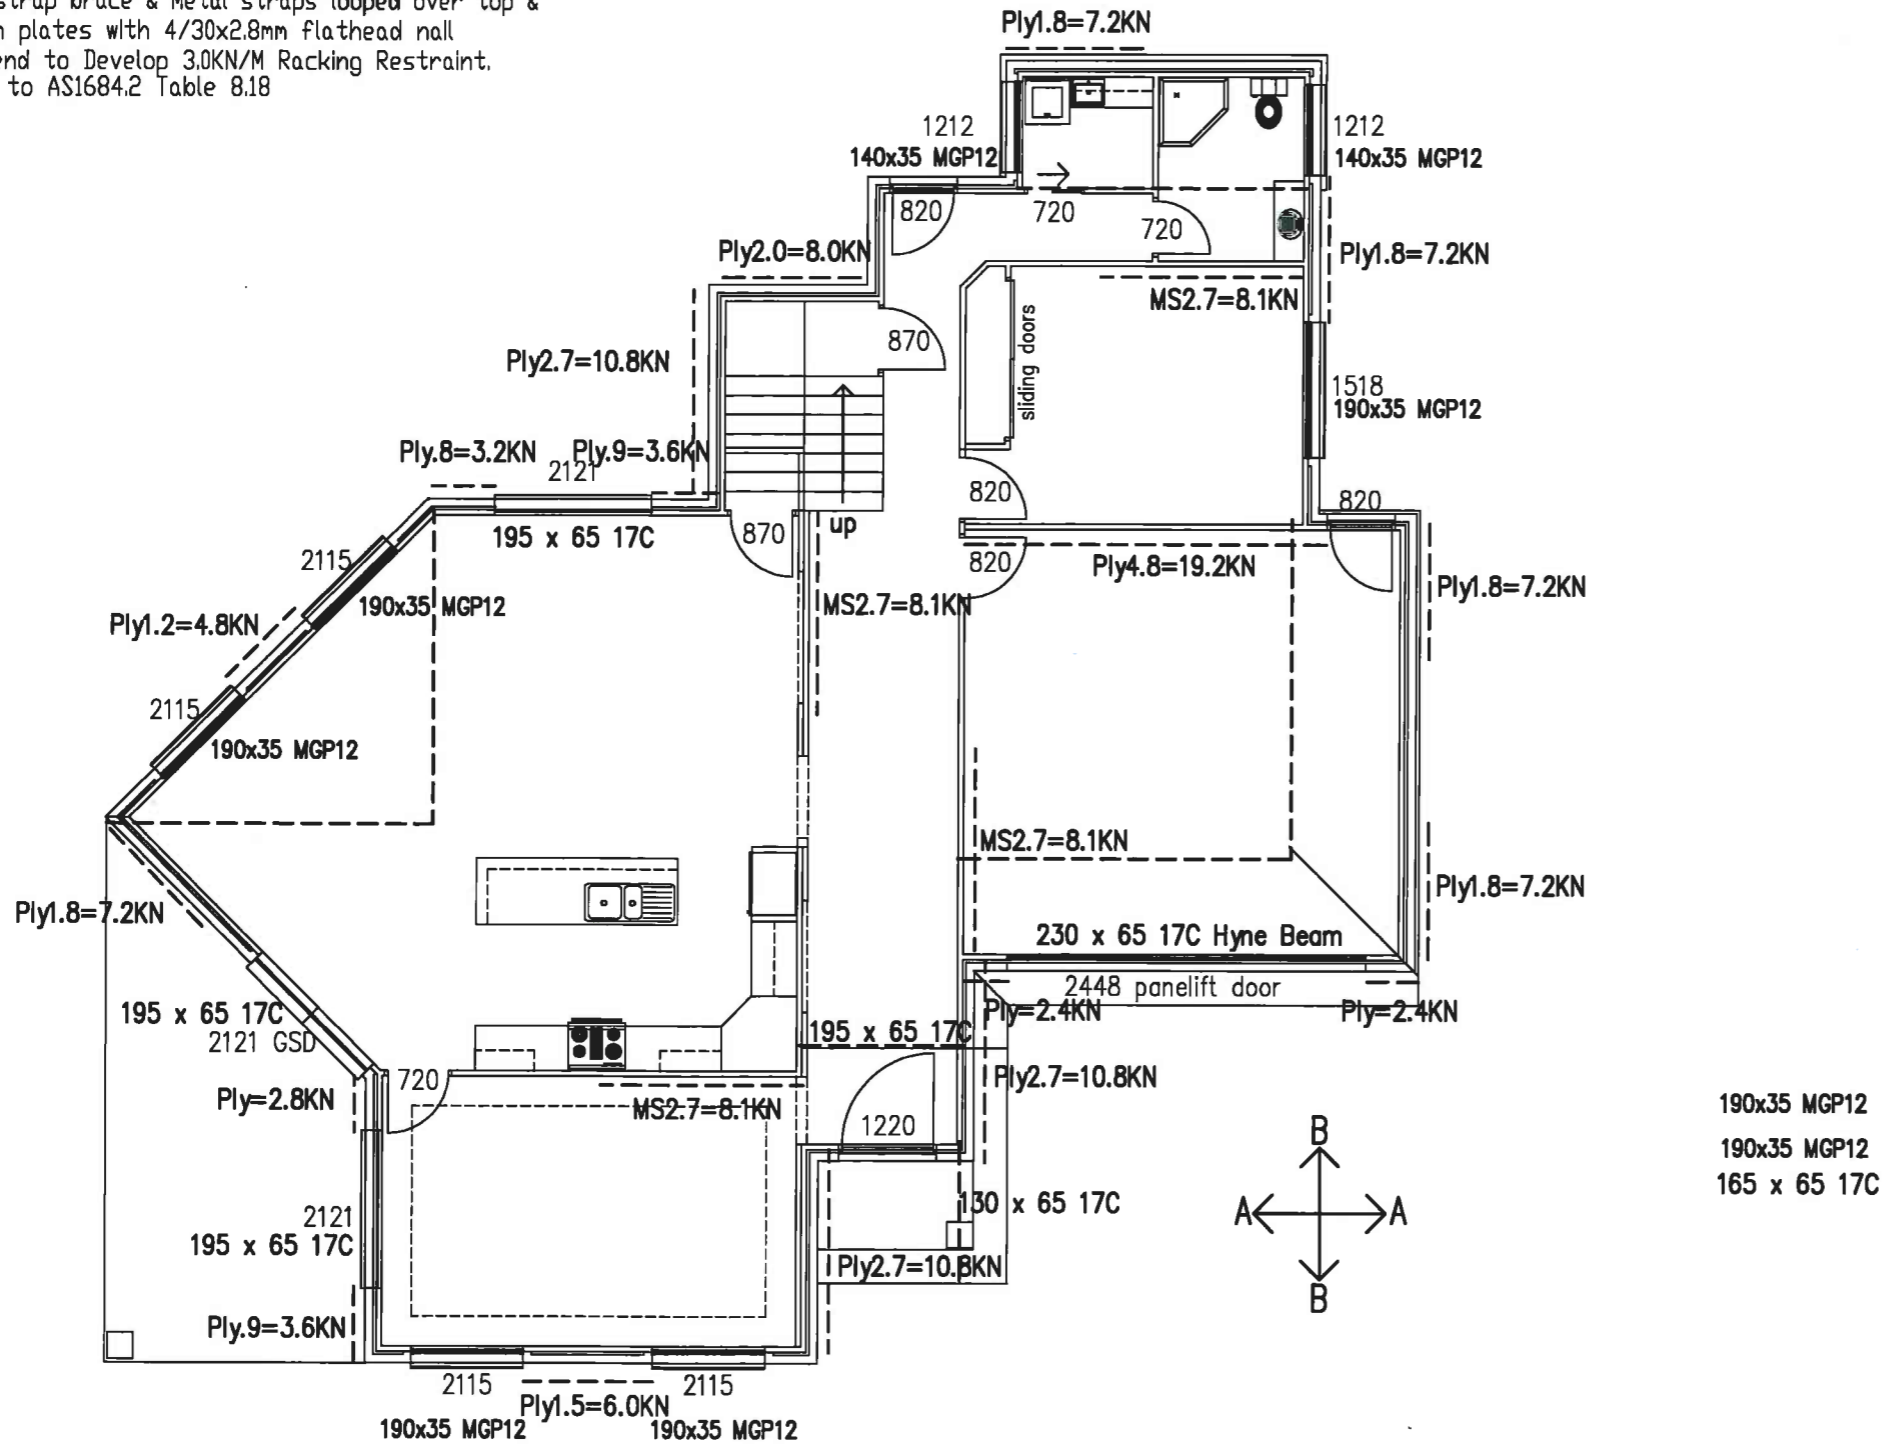 strap brace & Metal straps looped over top &
plates with 4/30x2.8mm flathead nail
end to Develop 3.0KN/M Racking Restraint.
to AS1684.2 Table 8.18
Ply1.8=7.2KN
1212
140x35 MGP12
1212
140x35 MGP12
820
720
720
Ply2.0=8.0KN
Ply1.8=7.2KN
MS2.7=8.1KN
870
sliding doors
Ply2.7=10.8KN
1518
190x35 MGP12
Ply.8=3.2KN
Ply.9=3.6KN
2121
195 x 65 17C
820
820
up
870
820
2115
190x35 MGP12
Ply4.8=19.2KN
Ply1.8=7.2KN
Ply1.2=4.8KN
MS2.7=8.1KN
2115
190x35 MGP12
MS2.7=8.1KN
Ply1.8=7.2KN
Ply1.8=7.2KN
230 x 65 17C Hyne Beam
2448 panelift door
Ply=2.4KN
Ply=2.4KN
195 x 65 17C
2121 GSD
195 x 65 17C
720
Ply=2.8KN
MS2.7=8.1KN
Ply2.7=10.8KN
1220
190x35 MGP12
190x35 MGP12
165 x 65 17C
B
A
A
B
130 x 65 17C
2121
195 x 65 17C
Ply2.7=10.8KN
Ply.9=3.6KN
2115
2115
Ply1.5=6.0KN
190x35 MGP12
190x35 MGP12